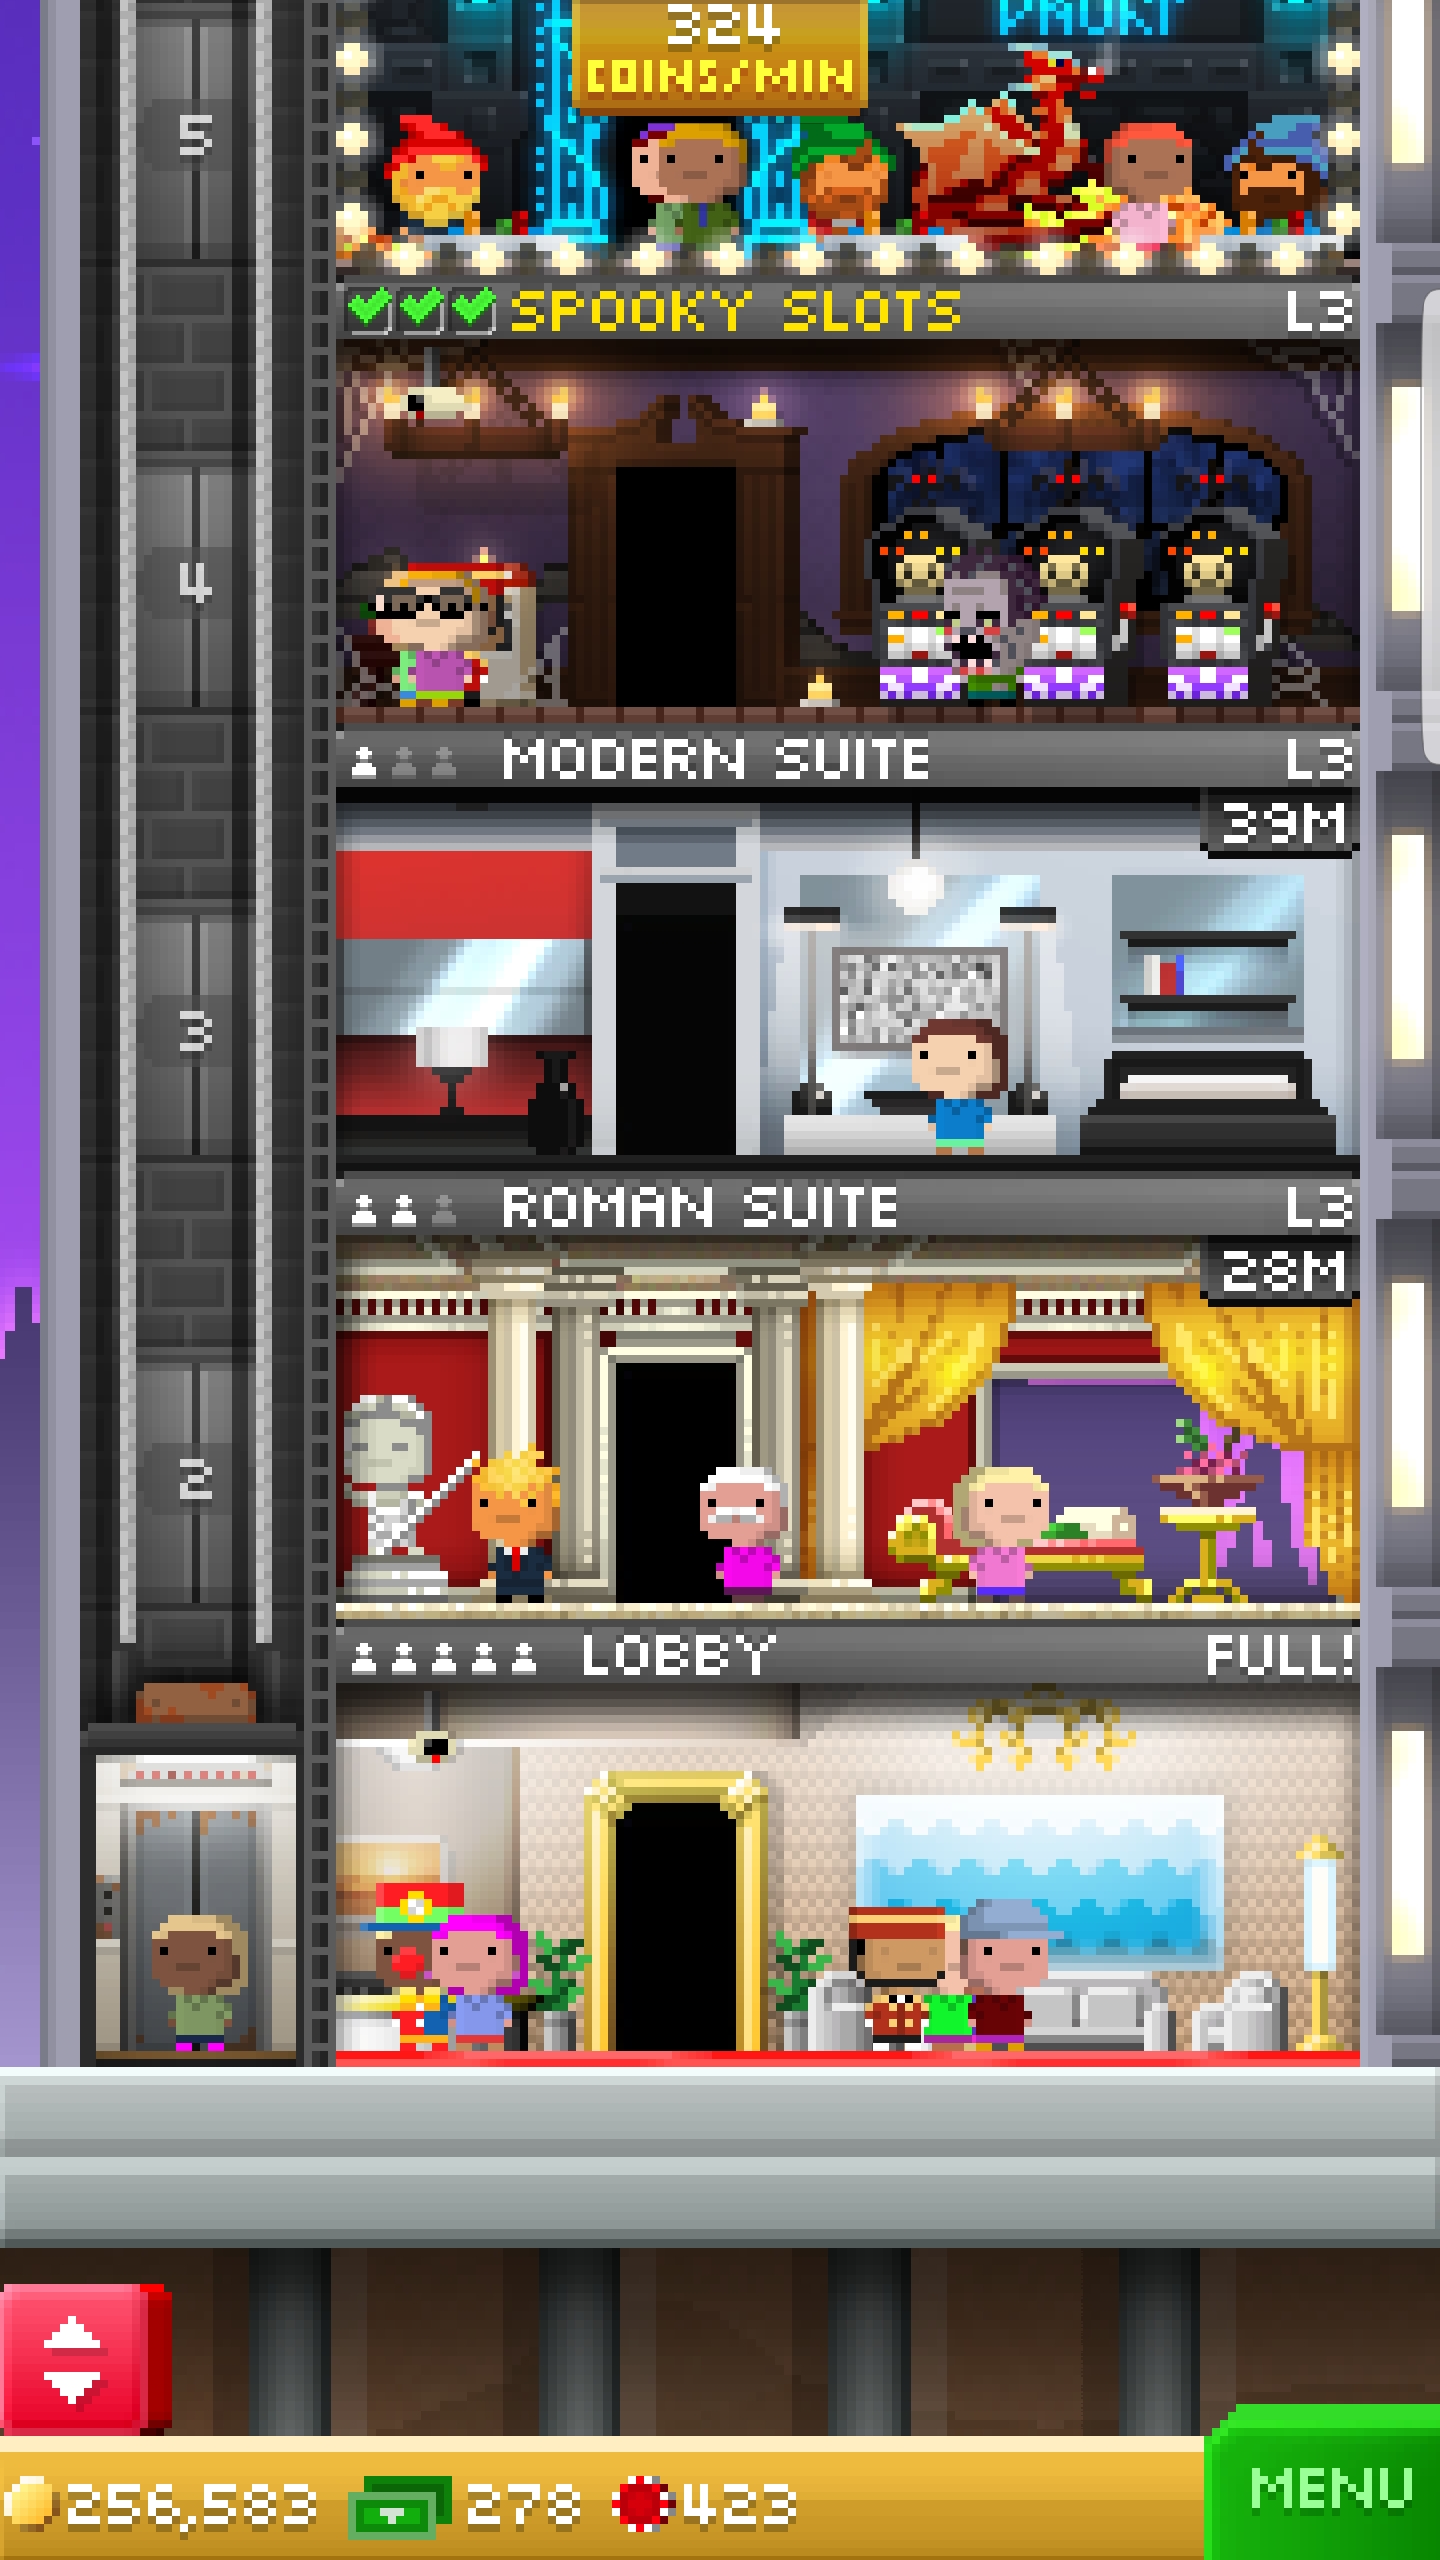 324
COINS/MIN
5
SPOOKY SLOTS L3
4
MODERN SUITE L3
39M
3
ROMAN SUITE L3
28M
2
LOBBY FULL!
256,583 278 423
MENU